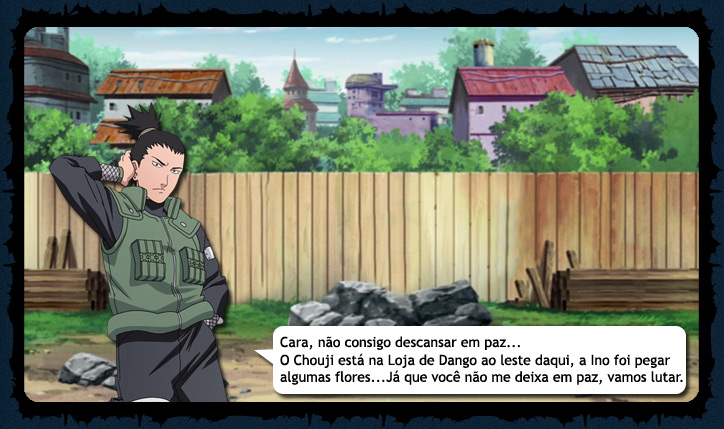 Cara, não consigo descansar em paz...
O Chouji está na Loja de Dango ao leste daqui, a Ino foi pegar
algumas flores...Já que você não me deixa em paz, vamos lutar.